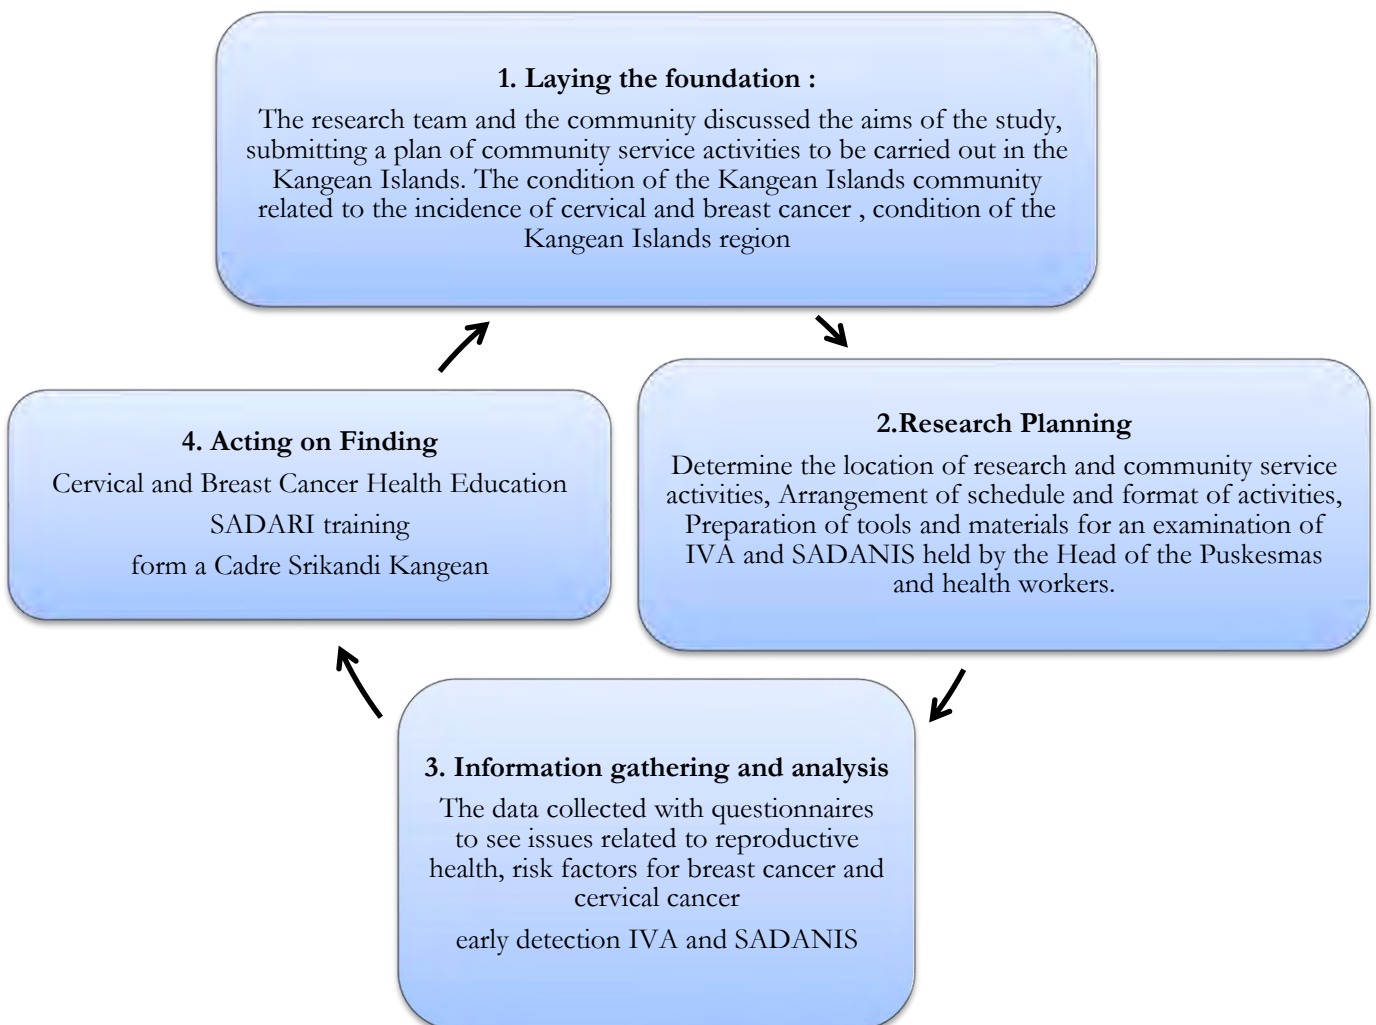 1. Laying the foundation :
The research team and the community discussed the aims of the study,
submitting a plan of community service activities to be carried out in the
Kangean Islands. The condition of the Kangean Islands community
related to the incidence of cervical and breast cancer , condition of the
Kangean Islands region
2.Research Planning
Determine the location of research and community service
activities, Arrangement of schedule and format of activities,
Preparation of tools and materials for an examination of
IVA and SADANIS held by the Head of the Puskesmas
and health workers.
3. Information gathering and analysis
The data collected with questionnaires
to see issues related to reproductive
health, risk factors for breast cancer and
cervical cancer
early detection IVA and SADANIS
4. Acting on Finding
Cervical and Breast Cancer Health Education
SADARI training
form a Cadre Srikandi Kangean